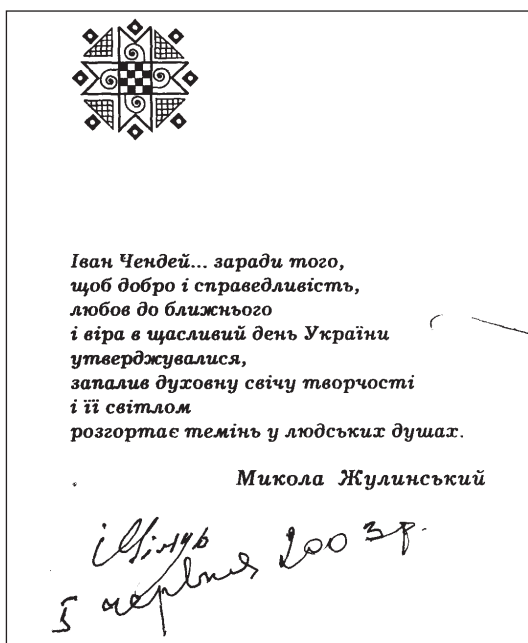 Іван Чендей... заради того,
щоб добро і справедливість,
любов до ближнього
і віра в щасливий день України
утверджувалися,
запалив духовну свічу творчості
і її світлом
розгортає темінь у людських душах.
Микола Жулинський
5 червня 2003 р.